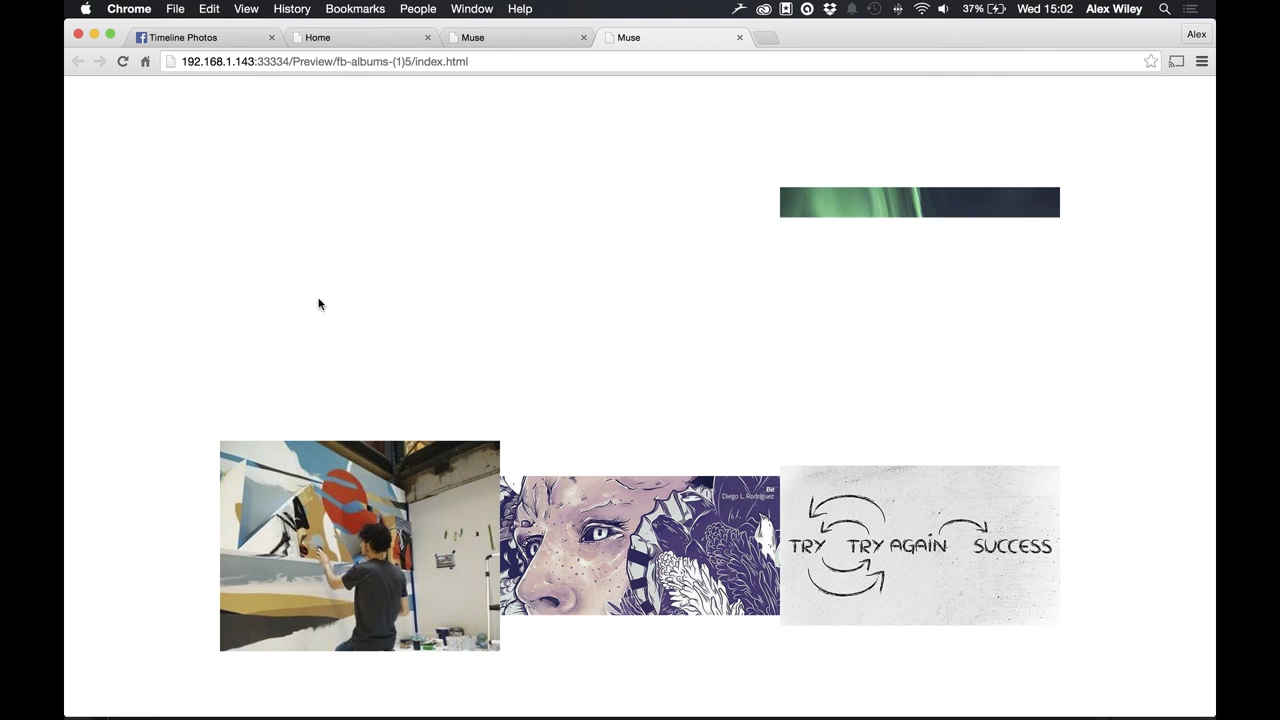 Chrome File Edit View History Bookmarks People Window Help 37% Wed 15:02 Alex Wiley
Timeline Photos Home Muse Muse Alex
192.168.1.143:33334/Preview/fb-albums-(1)5/index.html
Bē
Diego L Rodríguez
TRY TRY AGAIN SUCCESS